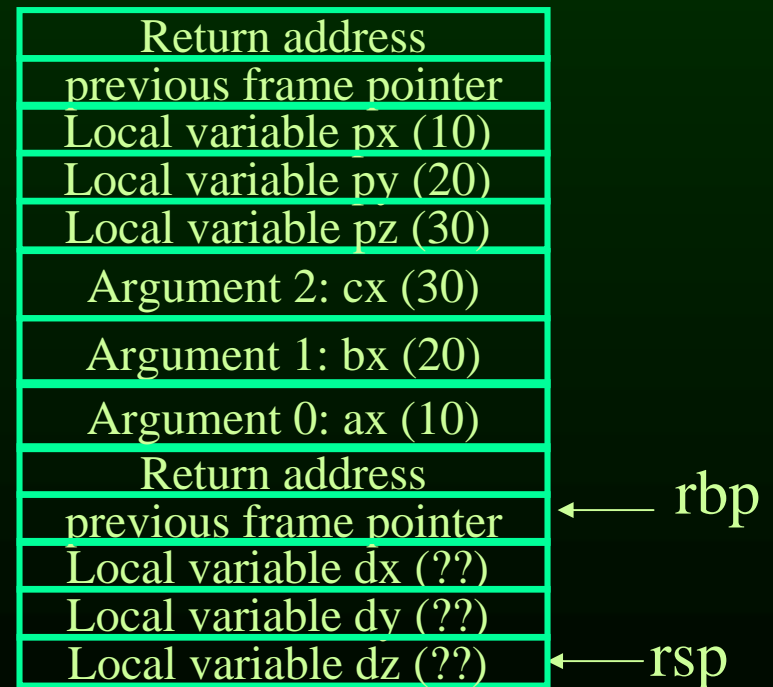 Return address
previous frame pointer
Local variable px (10)
Local variable py (20)
Local variable pz (30)
Argument 2: cx (30)
Argument 1: bx (20)
Argument 0: ax (10)
Return address
previous frame pointer
rbp
Local variable dx (??)
Local variable dy (??)
Local variable dz (??)
rsp